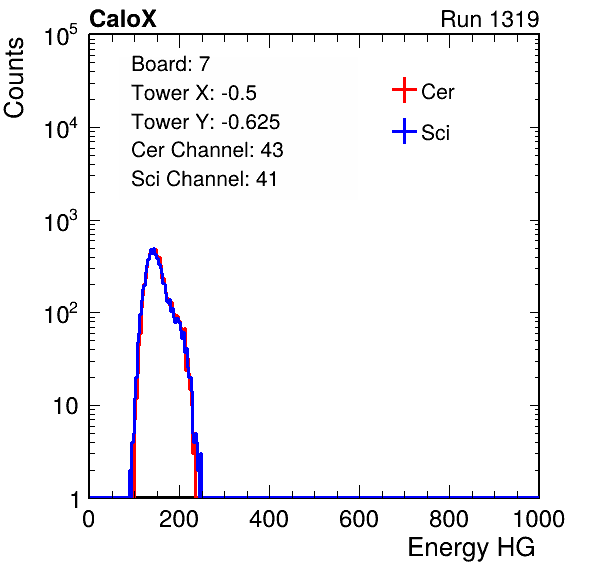 CaloX Run 1319
Counts
10^5
10^4
10^3
10^2
10
1
Board: 7
Tower X: -0.5
Tower Y: -0.625
Cer Channel: 43
Sci Channel: 41
Cer
Sci
0 200 400 600 800 1000
Energy HG